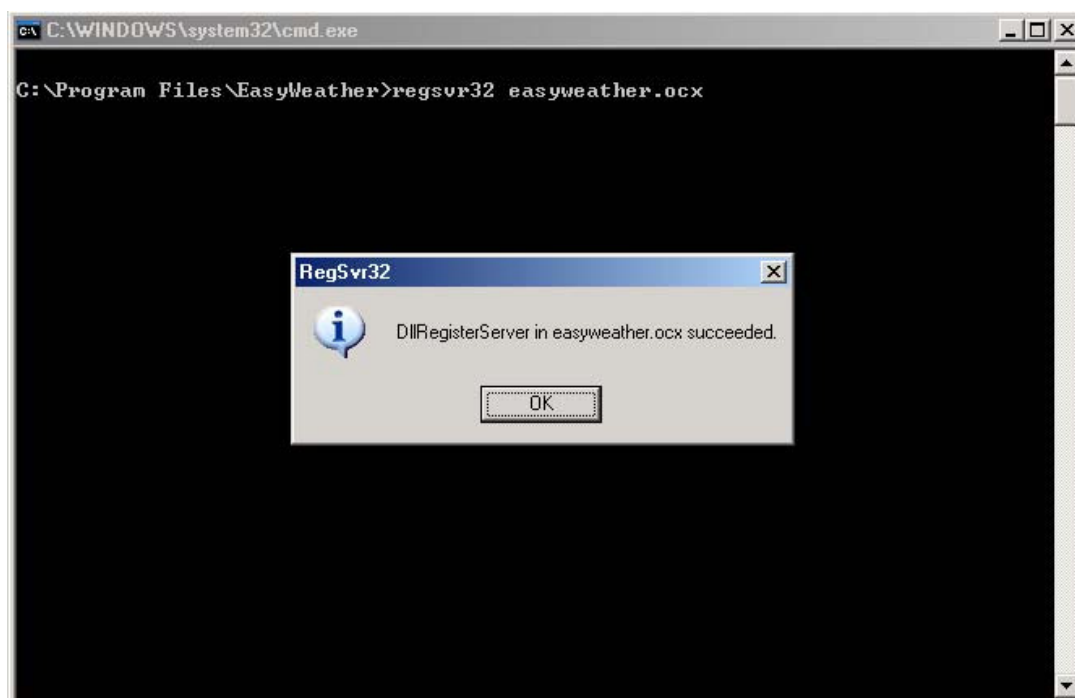 C:\WINDOWS\system32\cmd.exe
C:\Program Files\EasyWeather>regsvr32 easyweather.ocx
RegSvr32
DllRegisterServer in easyweather.ocx succeeded.
OK